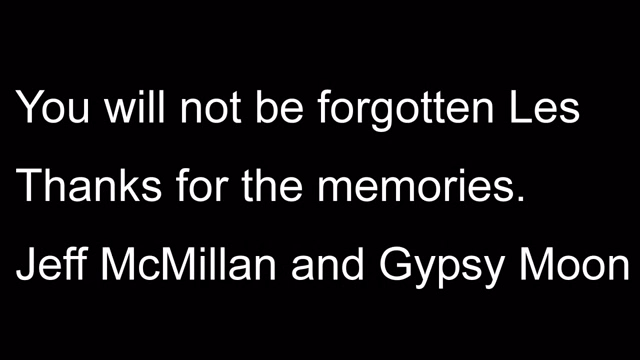 You will not be forgotten Les
Thanks for the memories.
Jeff McMillan and Gypsy Moon